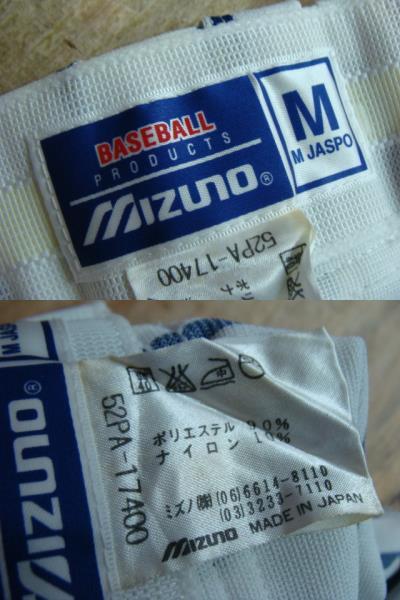 BASEBALL
PRODUCTS
MIZUNO®
M
M JASPO
52PA-17400
M JASPO
MIZUNO®
52PA-17400
ポリエステル 90%
ナイロン 10%
ミズノ㈱(06)6614-8110
(03)3233-7110
MIZUNO MADE IN JAPAN